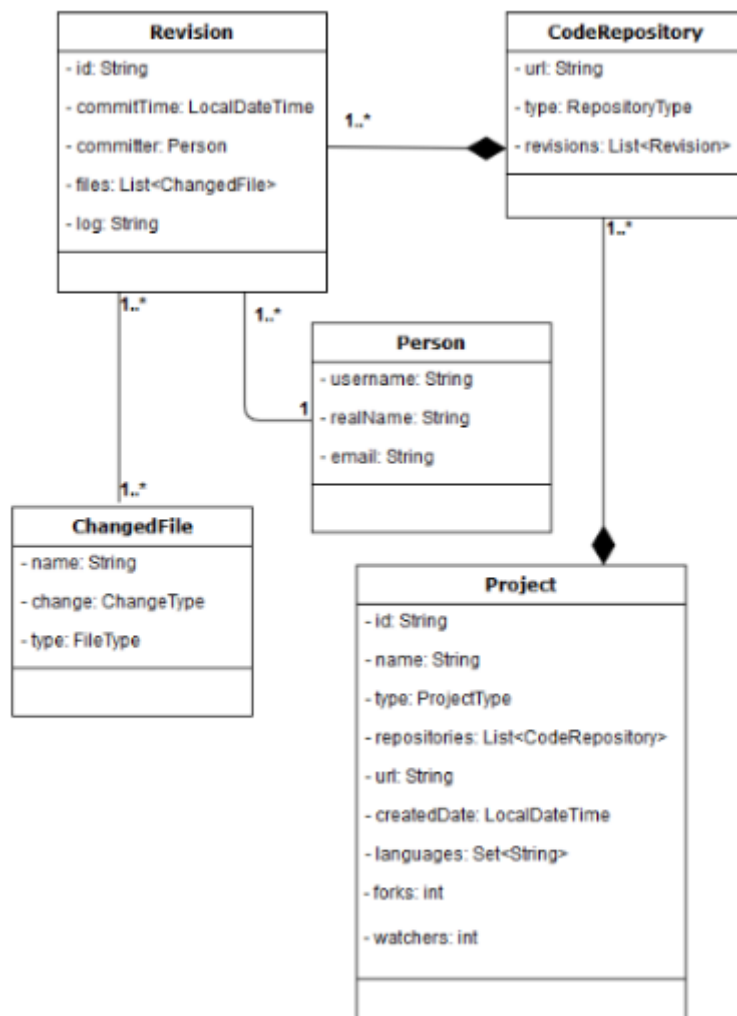 Revision
- id: String
- commitTime: LocalDateTime
- committer: Person
- files: List<ChangedFile>
- log: String
1..*
CodeRepository
- url: String
- type: RepositoryType
- revisions: List<Revision>
1..*
1..*
1..*
1
Person
- username: String
- realName: String
- email: String
1..*
ChangedFile
- name: String
- change: ChangeType
- type: FileType
Project
- id: String
- name: String
- type: ProjectType
- repositories: List<CodeRepository>
- url: String
- createdDate: LocalDateTime
- languages: Set<String>
- forks: int
- watchers: int